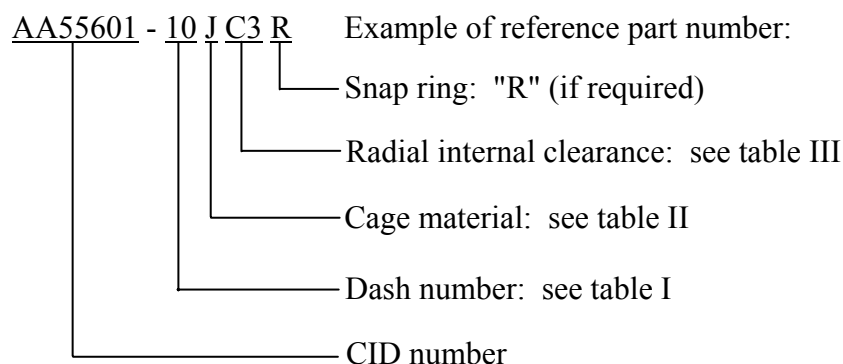 AA55601 - 10 J C3 R Example of reference part number:
Snap ring: "R" (if required)
Radial internal clearance: see table III
Cage material: see table II
Dash number: see table I
CID number